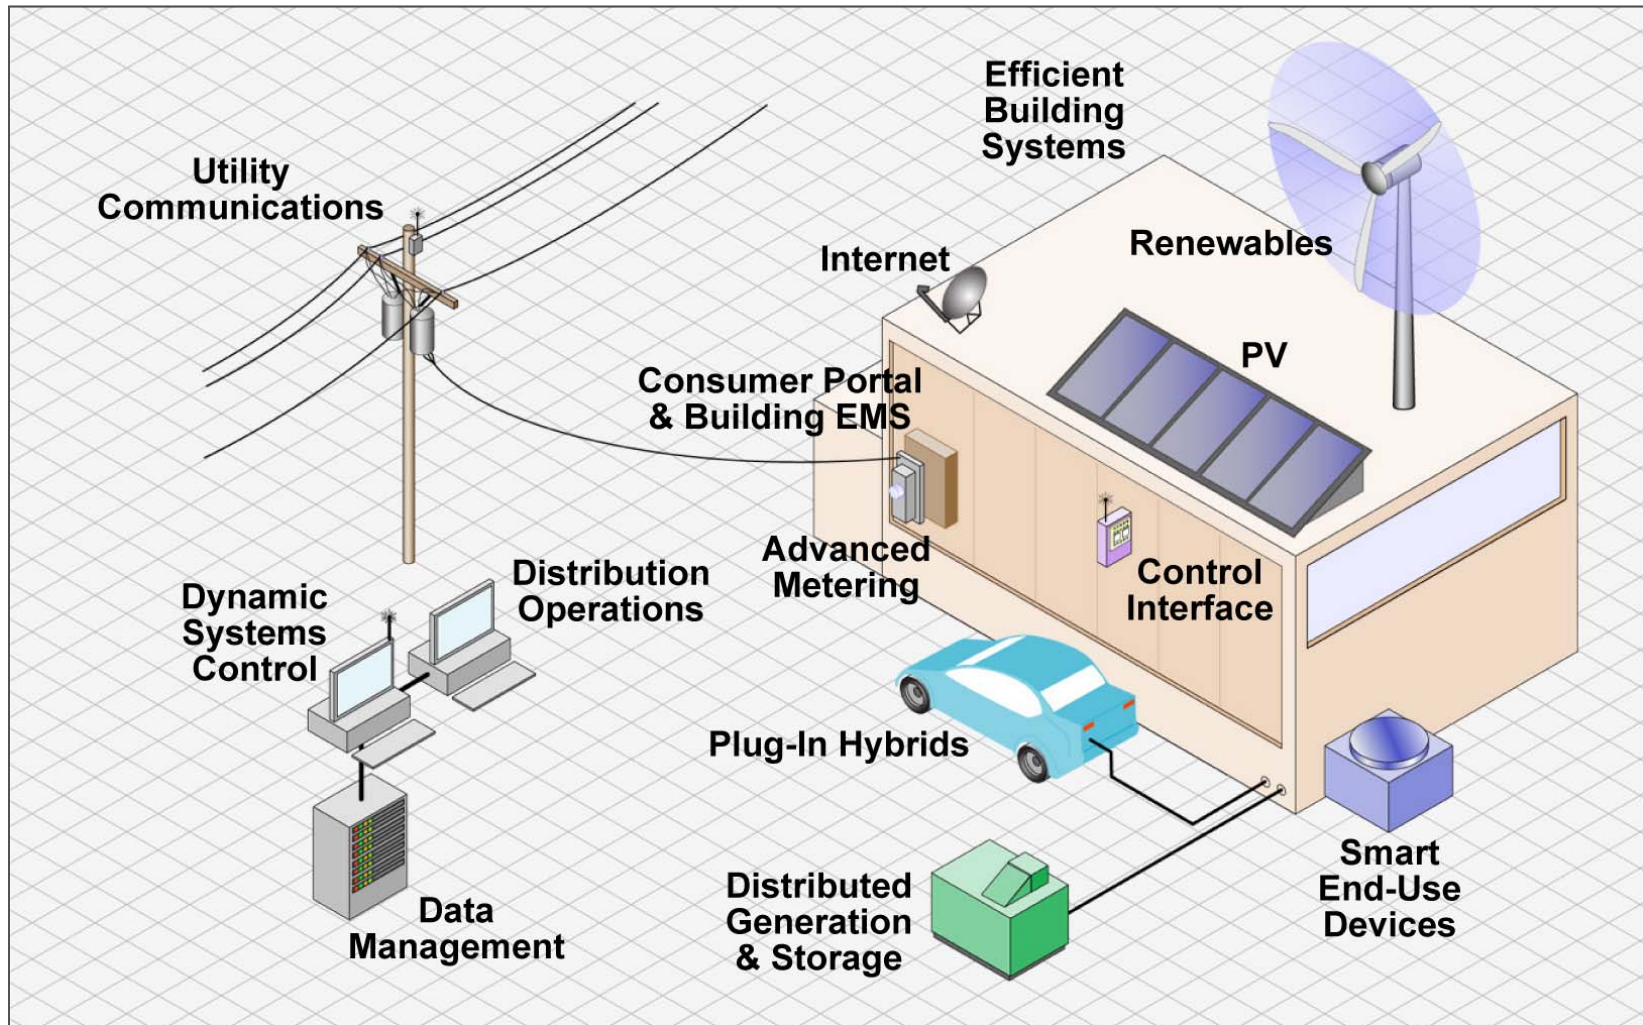 Efficient
Building
Systems
Utility
Communications
Renewables
Internet
PV
Consumer Portal
& Building EMS
Advanced
Metering
Control
Interface
Distribution
Operations
Dynamic
Systems
Control
Plug-In Hybrids
Smart
End-Use
Devices
Distributed
Generation
& Storage
Data
Management